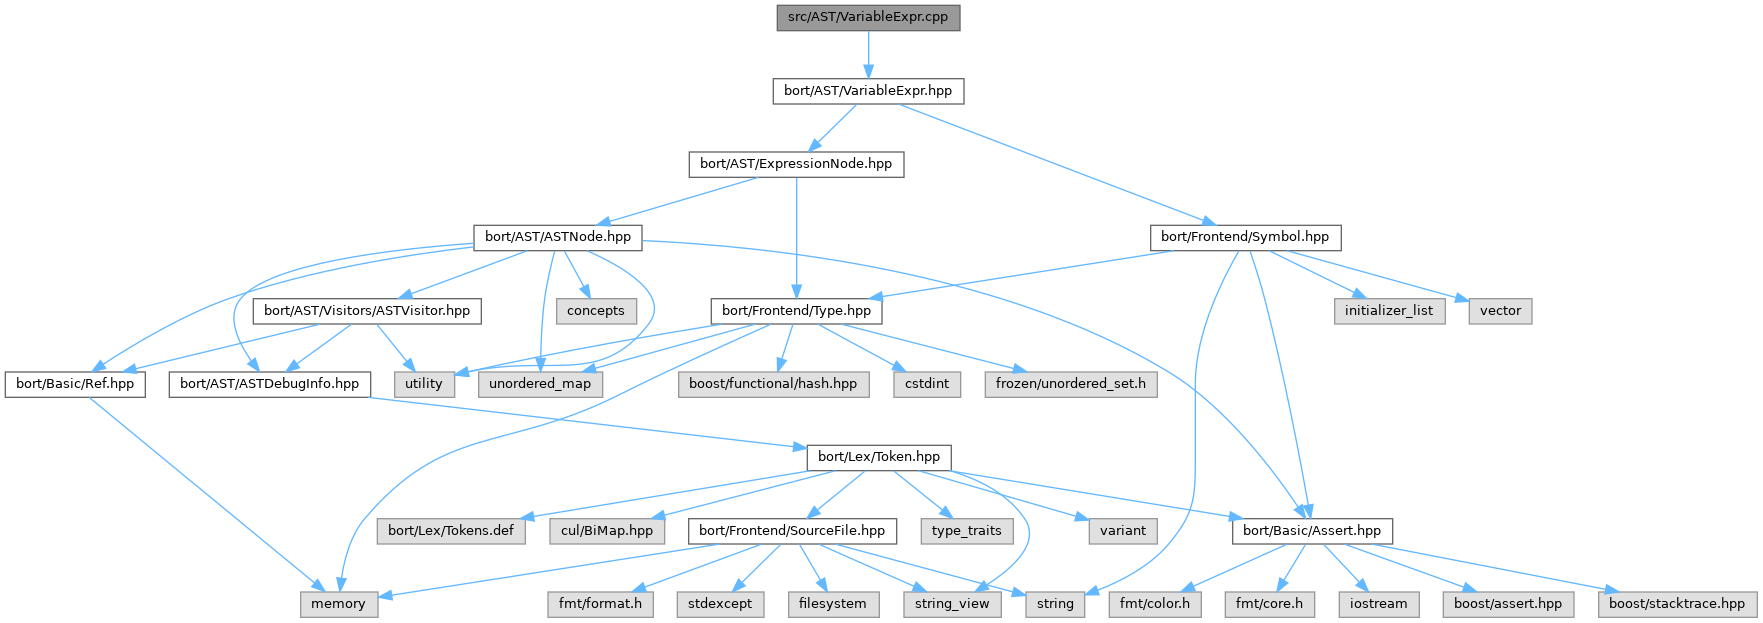 src/AST/VariableExpr.cpp
bort/AST/VariableExpr.hpp
bort/AST/ExpressionNode.hpp
bort/AST/ASTNode.hpp
bort/Frontend/Symbol.hpp
bort/AST/Visitors/ASTVisitor.hpp
concepts
bort/Frontend/Type.hpp
initializer_list
vector
bort/Basic/Ref.hpp
bort/AST/ASTDebugInfo.hpp
utility
unordered_map
boost/functional/hash.hpp
cstdint
frozen/unordered_set.h
bort/Lex/Token.hpp
bort/Lex/Tokens.def
cul/BiMap.hpp
bort/Frontend/SourceFile.hpp
type_traits
variant
bort/Basic/Assert.hpp
memory
fmt/format.h
stdexcept
filesystem
string_view
string
fmt/color.h
fmt/core.h
iostream
boost/assert.hpp
boost/stacktrace.hpp